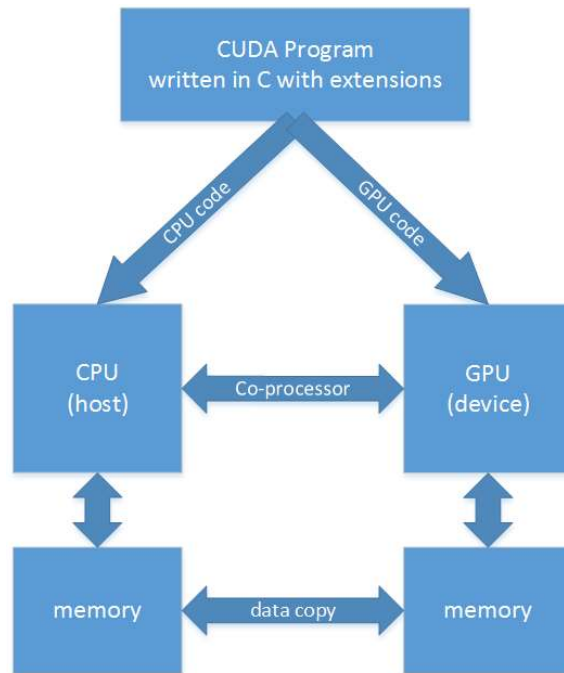 CUDA Program
written in C with extensions
CPU code
GPU code
CPU
(host)
Co-processor
GPU
(device)
memory
data copy
memory